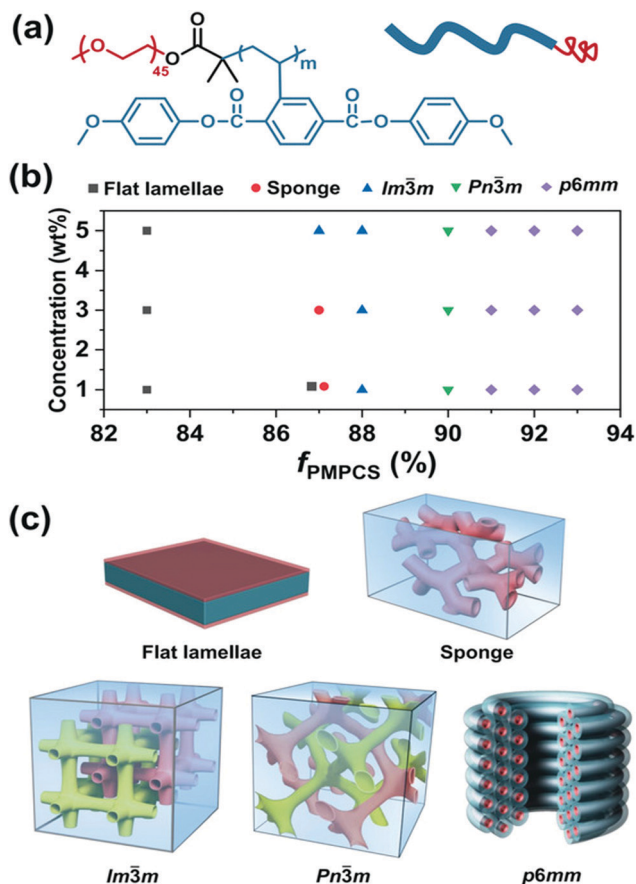 (a)
O
O
45
O
m
O
O
O
O
O
O
(b)
Flat lamellae Sponge Im3̅m Pn3̅m p6mm
Concentration (wt%)
5
4
3
2
1
82 84 86 88 90 92 94
fPMPCS (%)
(c)
Flat lamellae Sponge
Im3̅m Pn3̅m p6mm